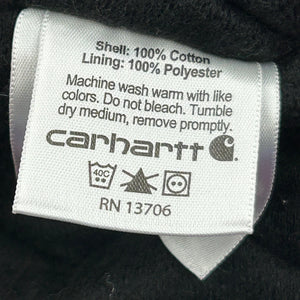 Shell: 100% Cotton
Lining: 100% Polyester
Machine wash warm with like
colors. Do not bleach. Tumble
dry medium, remove promptly.
carhartt
40C
RN 13706